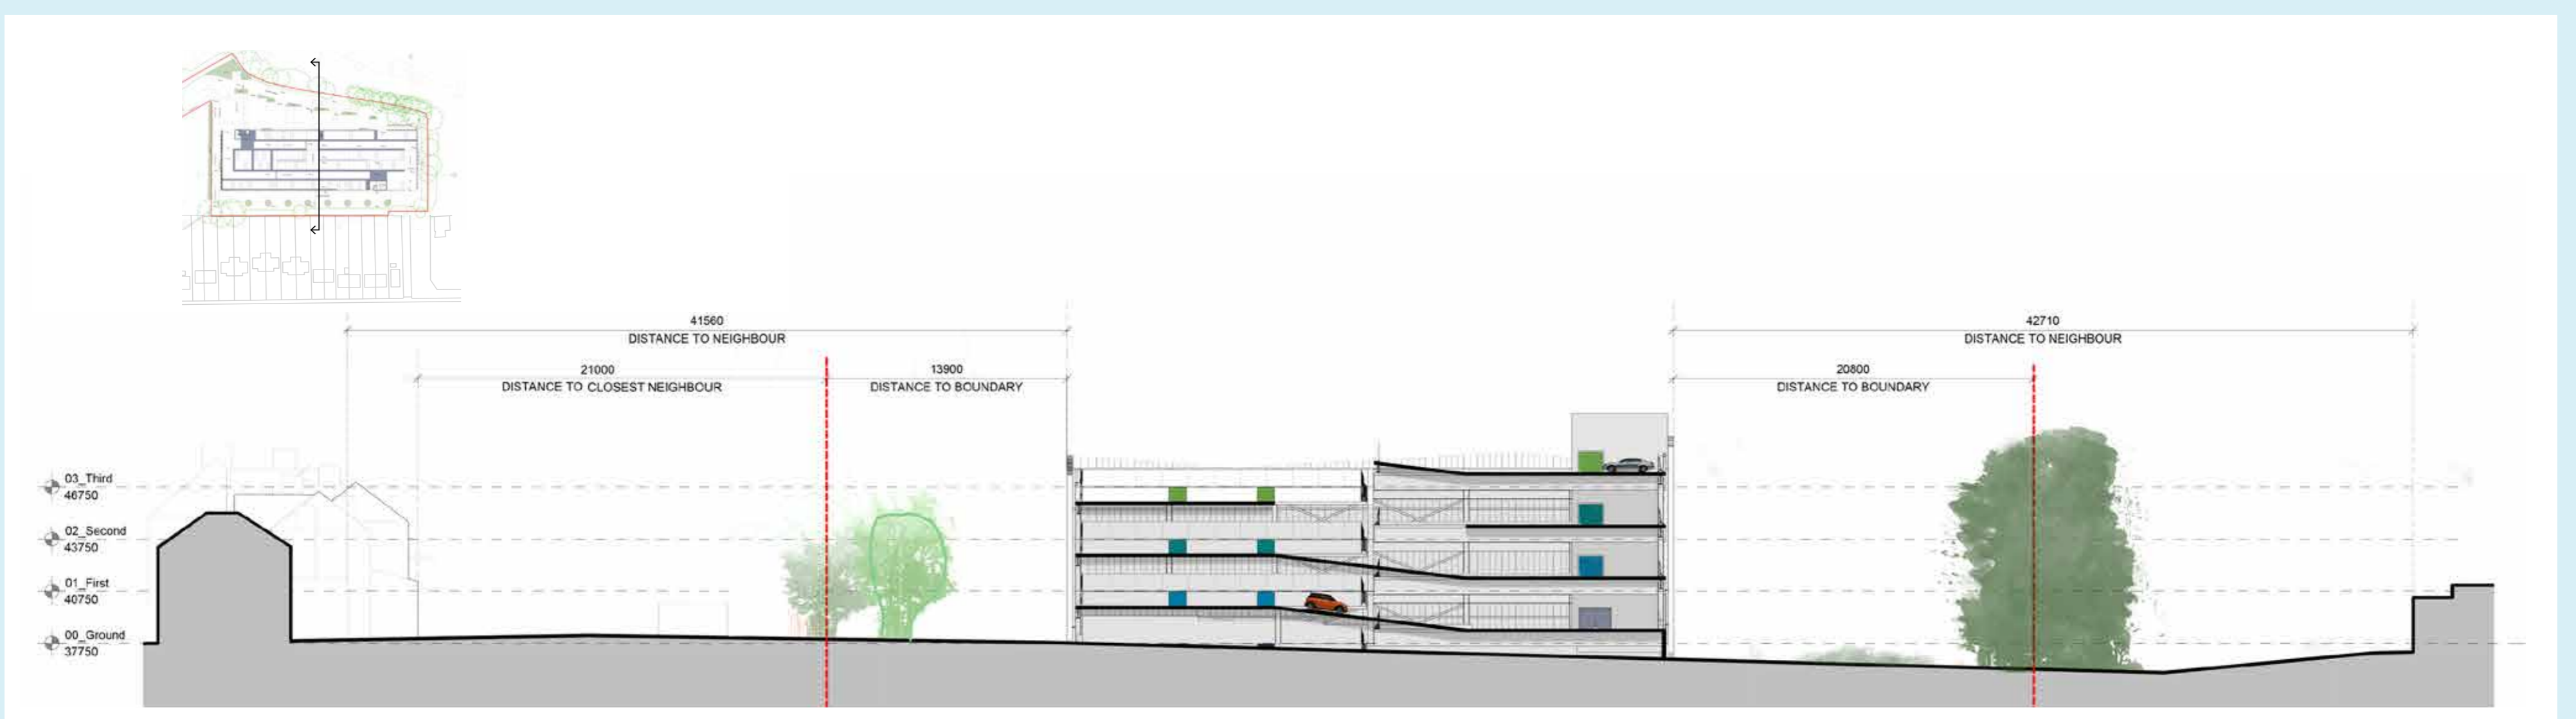 41560
DISTANCE TO NEIGHBOUR
42710
DISTANCE TO NEIGHBOUR
21000
DISTANCE TO CLOSEST NEIGHBOUR
13900
DISTANCE TO BOUNDARY
20800
DISTANCE TO BOUNDARY
03_Third
46750
02_Second
43750
01_First
40750
00_Ground
37750